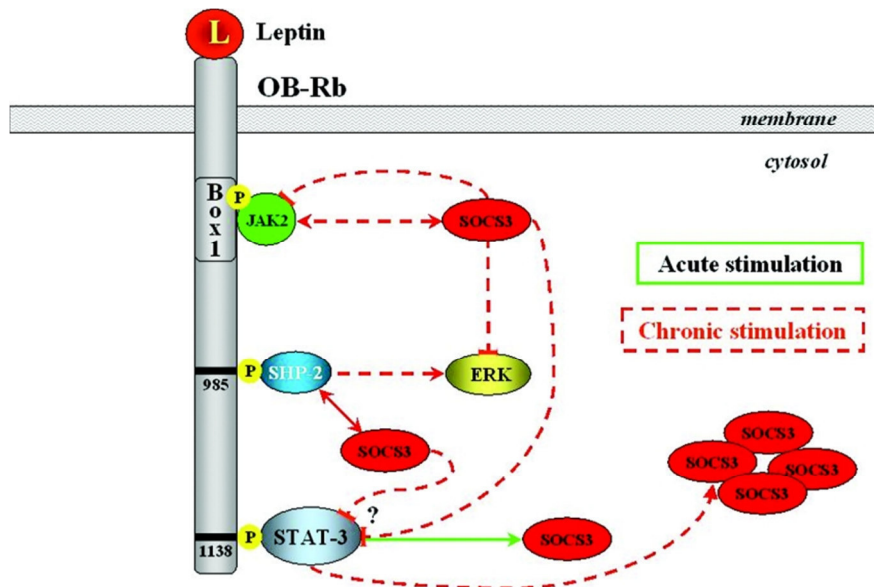 L
Leptin
OB-Rb
membrane
cytosol
Box1
P
JAK2
SOCS3
Acute stimulation
Chronic stimulation
985
P
SHP-2
ERK
SOCS3
SOCS3
SOCS3
SOCS3
SOCS3
?
1138
P
STAT-3
SOCS3